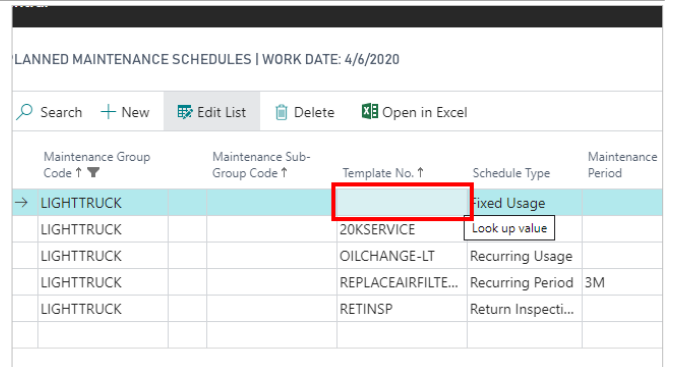 PLANNED MAINTENANCE SCHEDULES | WORK DATE: 4/6/2020
Search + New Edit List Delete Open in Excel
Maintenance Group Code ↑ Maintenance Sub-Group Code ↑ Template No. ↑ Schedule Type Maintenance Period
→ LIGHTTRUCK Fixed Usage
LIGHTTRUCK 20KSERVICE Look up value
LIGHTTRUCK OILCHANGE-LT Recurring Usage
LIGHTTRUCK REPLACEAIRFILTE... Recurring Period 3M
LIGHTTRUCK RETINSP Return Inspecti...